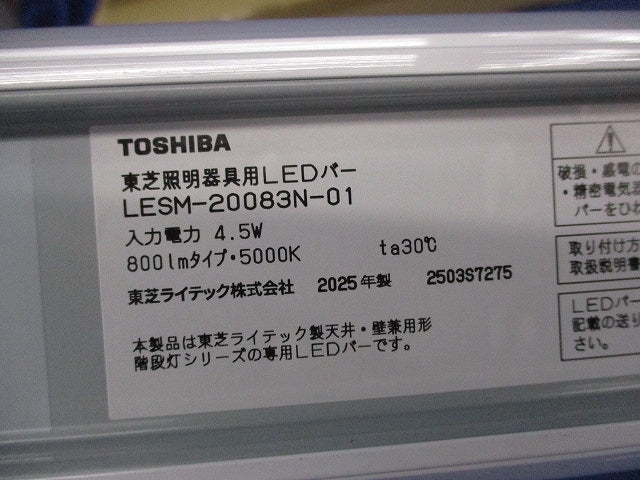 TOSHIBA
東芝照明器具用LEDバー
LESM-20083N-01
入力電力 4.5W
800lmタイプ・5000K ta30℃
東芝ライテック株式会社 2025年製 2503S7275
本製品は東芝ライテック製天井・壁兼用形
階段灯シリーズの専用LEDバーです。
破損・感電の
・精密電気器
バーをひね
取り付け方
取扱説明書
LEDバー
記載の送り
さい。